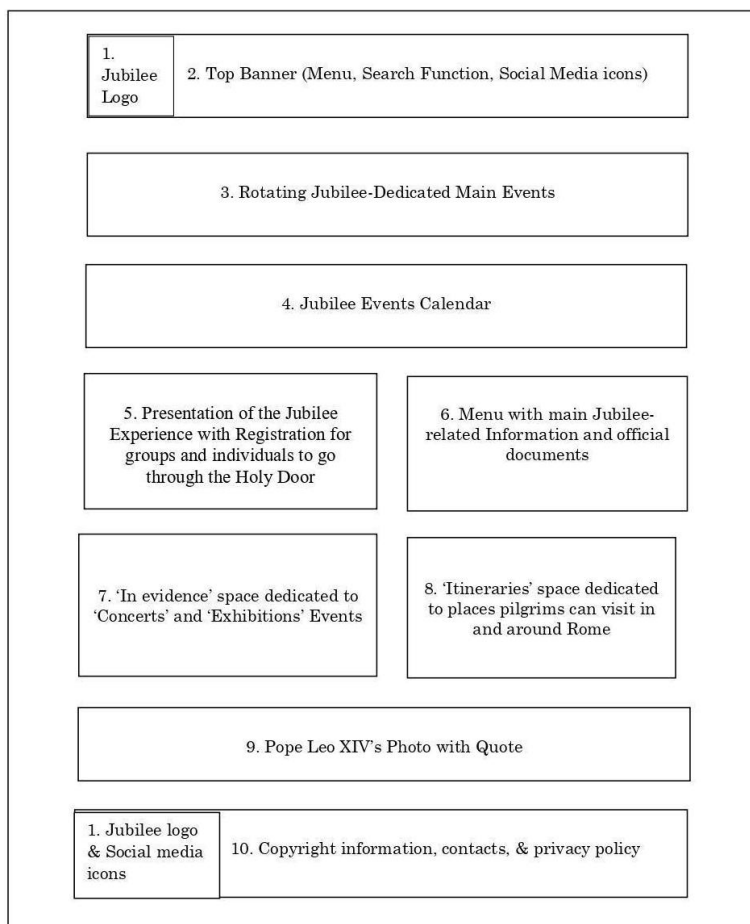 1.
Jubilee
Logo
2. Top Banner (Menu, Search Function, Social Media icons)
3. Rotating Jubilee-Dedicated Main Events
4. Jubilee Events Calendar
5. Presentation of the Jubilee
Experience with Registration for
groups and individuals to go
through the Holy Door
6. Menu with main Jubilee-
related Information and official
documents
7. ‘In evidence’ space dedicated to
‘Concerts’ and ‘Exhibitions’ Events
8. ‘Itineraries’ space dedicated
to places pilgrims can visit in
and around Rome
9. Pope Leo XIV’s Photo with Quote
1. Jubilee logo
& Social media
icons
10. Copyright information, contacts, & privacy policy